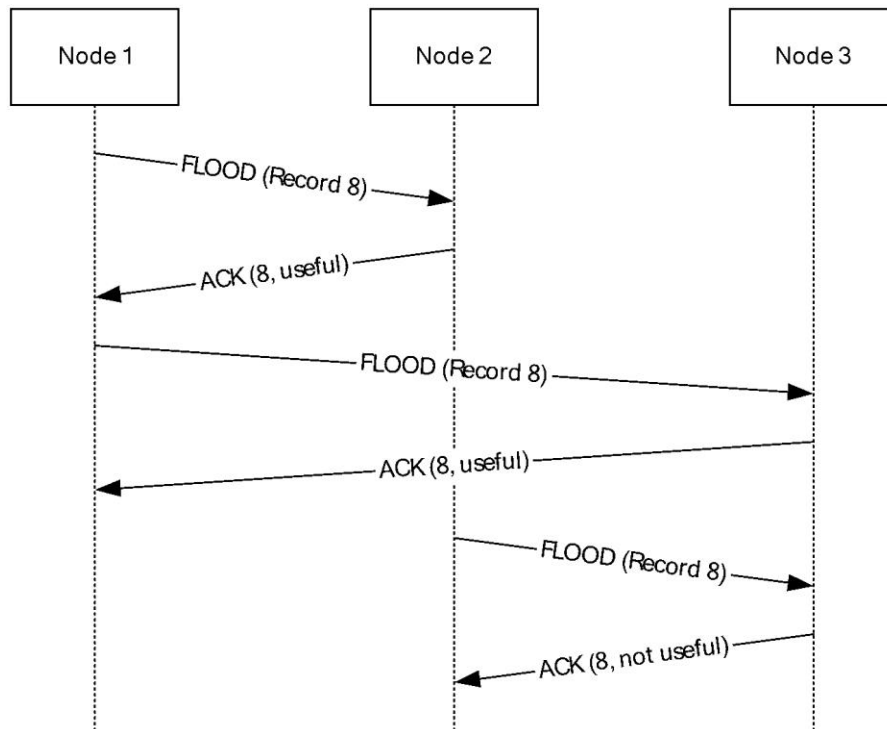 Node 1
Node 2
Node 3
FLOOD (Record 8)
ACK (8, useful)
FLOOD (Record 8)
ACK (8, useful)
FLOOD (Record 8)
ACK (8, not useful)